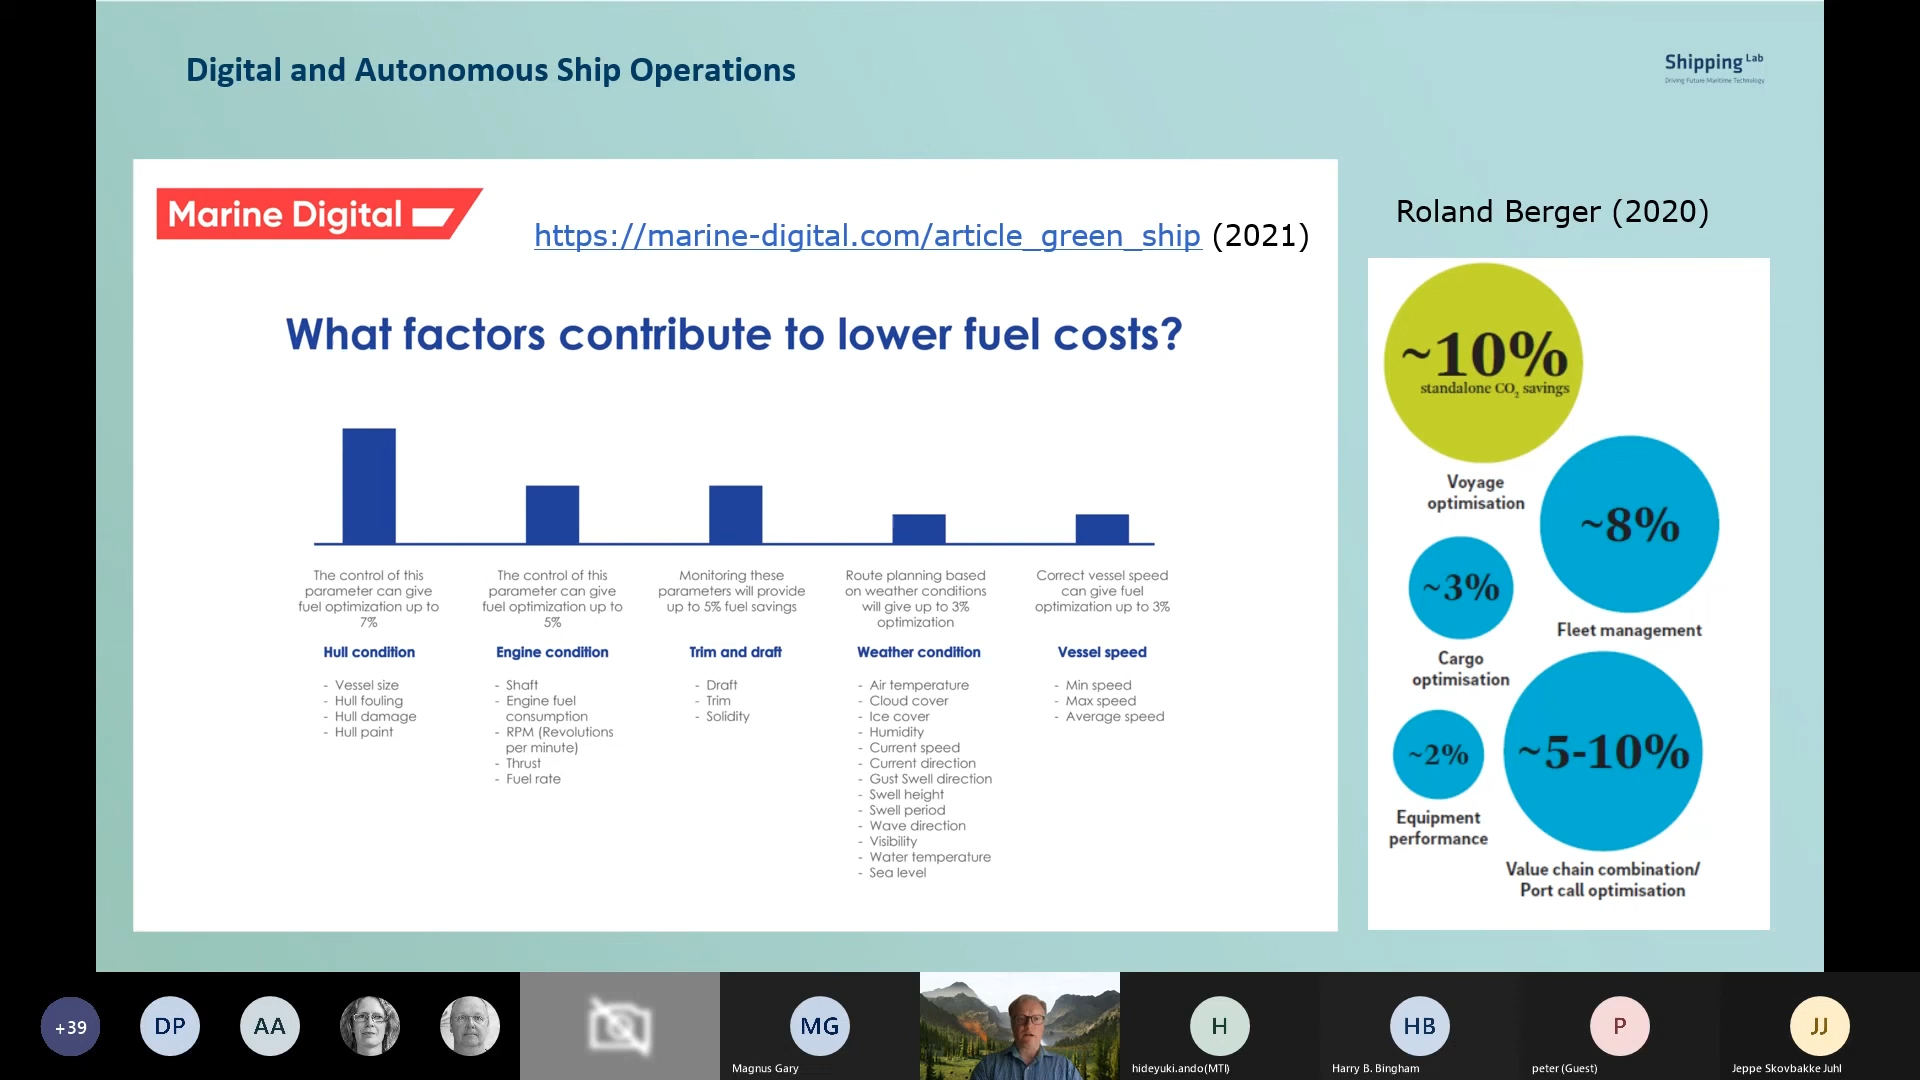 Digital and Autonomous Ship Operations
Shipping Lab
Driving Future Maritime Technology
Marine Digital
https://marine-digital.com/article_green_ship (2021)
What factors contribute to lower fuel costs?
The control of this
parameter can give
fuel optimization up to
7%
Hull condition
- Vessel size
- Hull fouling
- Hull damage
- Hull paint
The control of this
parameter can give
fuel optimization up to
5%
Engine condition
- Shaft
- Engine fuel
consumption
- RPM (Revolutions
per minute)
- Thrust
- Fuel rate
Monitoring these
parameters will provide
up to 5% fuel savings
Trim and draft
- Draft
- Trim
- Solidity
Route planning based
on weather conditions
will give up to 3%
optimization
Weather condition
- Air temperature
- Cloud cover
- Ice cover
- Humidity
- Current speed
- Current direction
- Gust Swell direction
- Swell height
- Swell period
- Wave direction
- Visibility
- Water temperature
- Sea level
Correct vessel speed
can give fuel
optimization up to 3%
Vessel speed
- Min speed
- Max speed
- Average speed
Roland Berger (2020)
~10%
standalone CO2 savings
Voyage
optimisation
~8%
Fleet management
~3%
Cargo
optimisation
~2%
Equipment
performance
~5-10%
Value chain combination/
Port call optimisation
+39
DP
AA
MG
Magnus Gary
H
hideyuki.ando(MTI)
HB
Harry B. Bingham
P
peter (Guest)
JJ
Jeppe Skovbakke Juhl